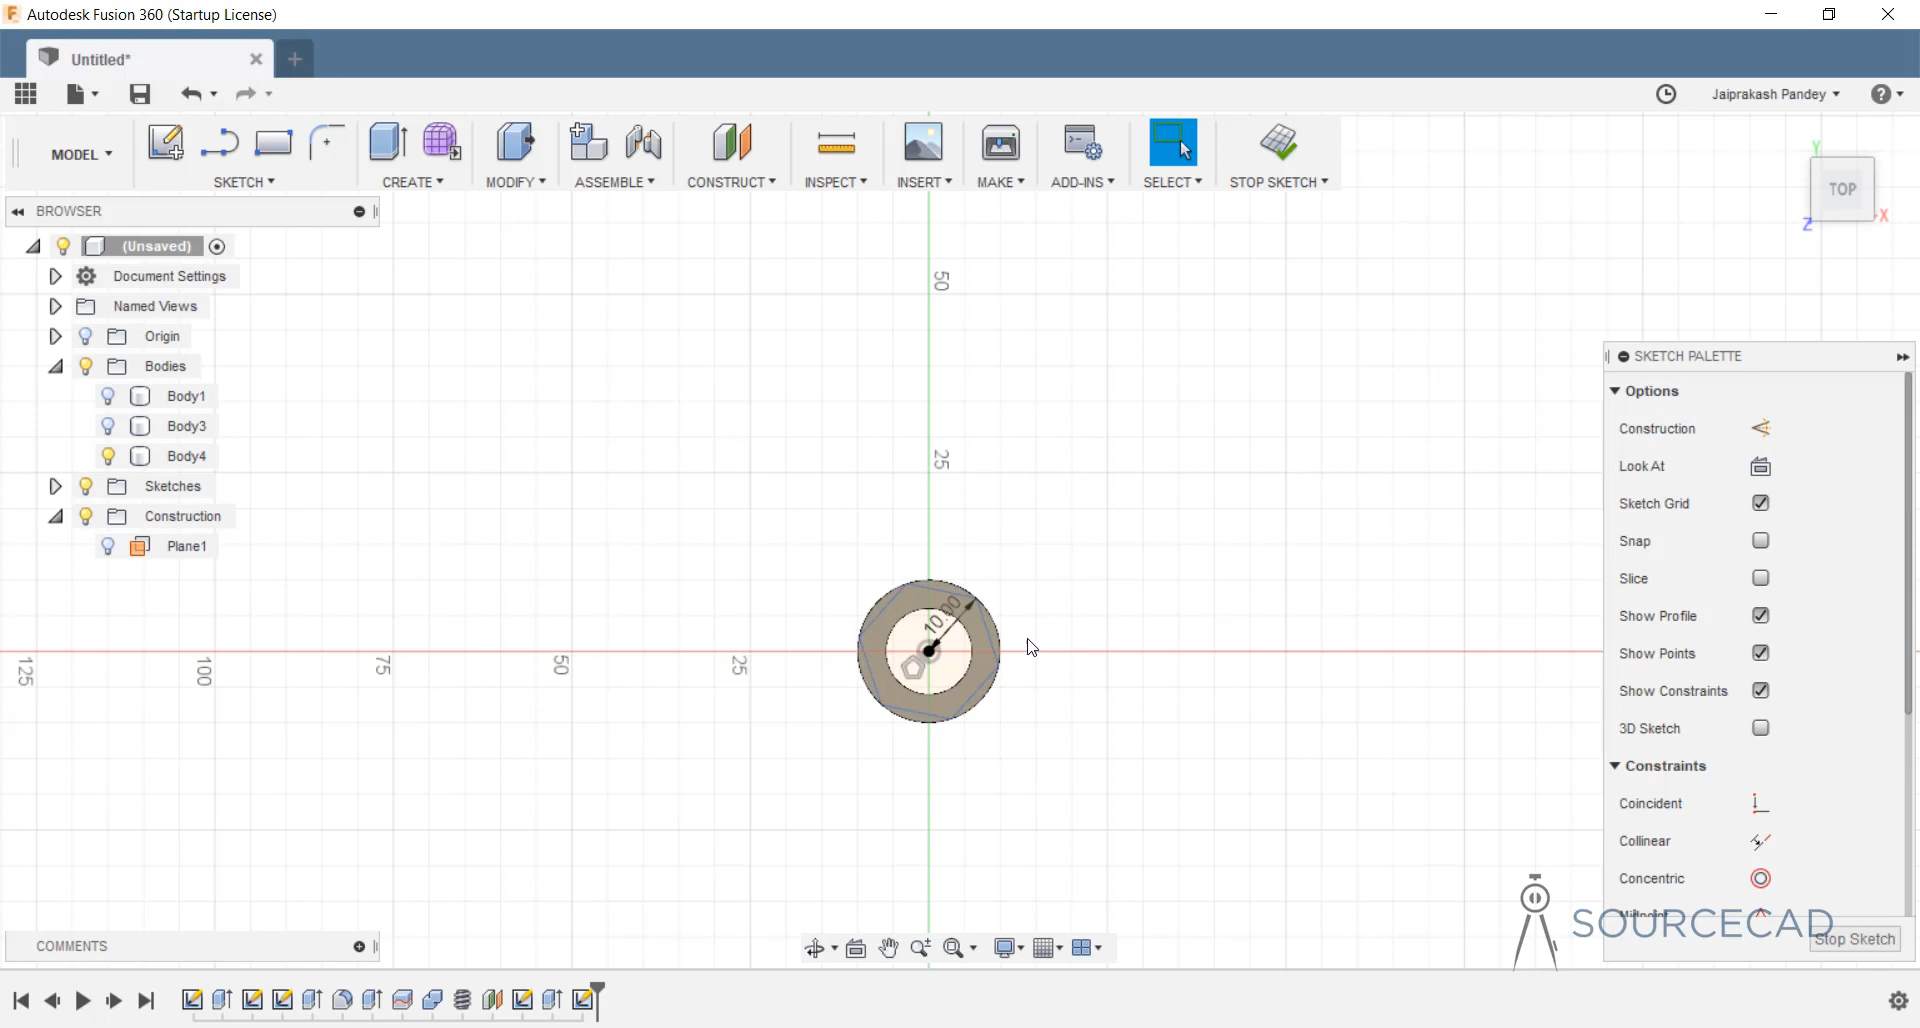 Autodesk Fusion 360 (Startup License)
Untitled*
Jaiprakash Pandey
MODEL
SKETCH
CREATE
MODIFY
ASSEMBLE
CONSTRUCT
INSPECT
INSERT
MAKE
ADD-INS
SELECT
STOP SKETCH
TOP
Y
X
Z
BROWSER
(Unsaved)
Document Settings
Named Views
Origin
Bodies
Body1
Body3
Body4
Sketches
Construction
Plane1
50
25
125
100
75
50
25
10.00
SKETCH PALETTE
Options
Construction
Look At
Sketch Grid
Snap
Slice
Show Profile
Show Points
Show Constraints
3D Sketch
Constraints
Coincident
Collinear
Concentric
Midpoint
SOURCECAD
Stop Sketch
COMMENTS